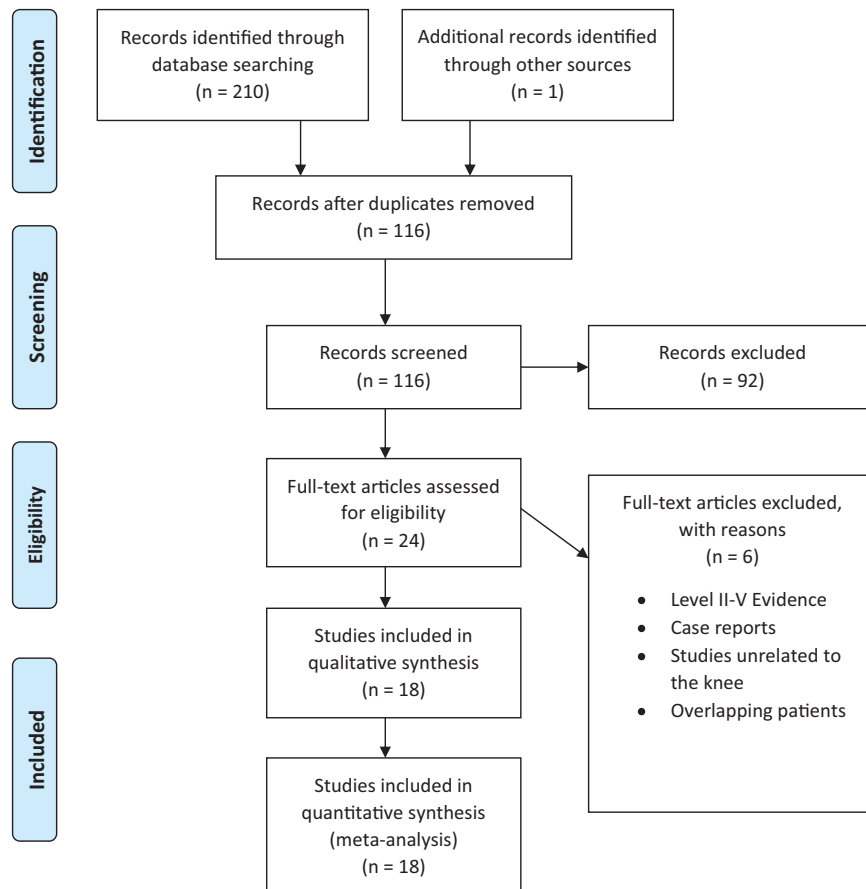 Identification
Records identified through
database searching
(n = 210)
Additional records identified
through other sources
(n = 1)
Records after duplicates removed
(n = 116)
Screening
Records screened
(n = 116)
Records excluded
(n = 92)
Eligibility
Full-text articles assessed
for eligibility
(n = 24)
Full-text articles excluded,
with reasons
(n = 6)
• Level II-V Evidence
• Case reports
• Studies unrelated to
the knee
• Overlapping patients
Studies included in
qualitative synthesis
(n = 18)
Included
Studies included in
quantitative synthesis
(meta-analysis)
(n = 18)